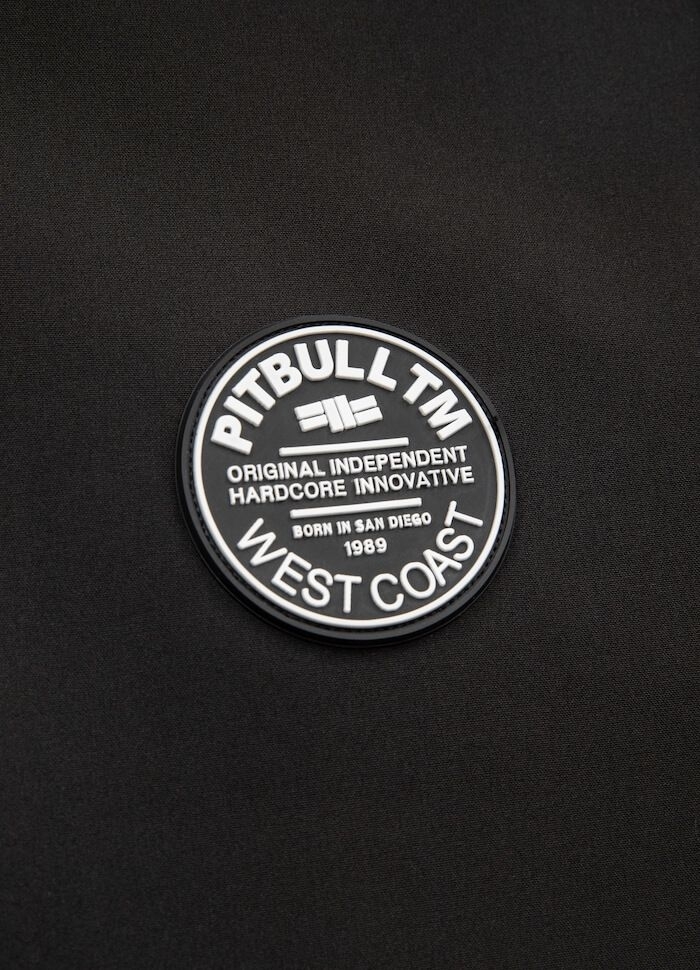 PITBULL TM
ORIGINAL INDEPENDENT
HARDCORE INNOVATIVE
BORN IN SAN DIEGO
1989
WEST COAST